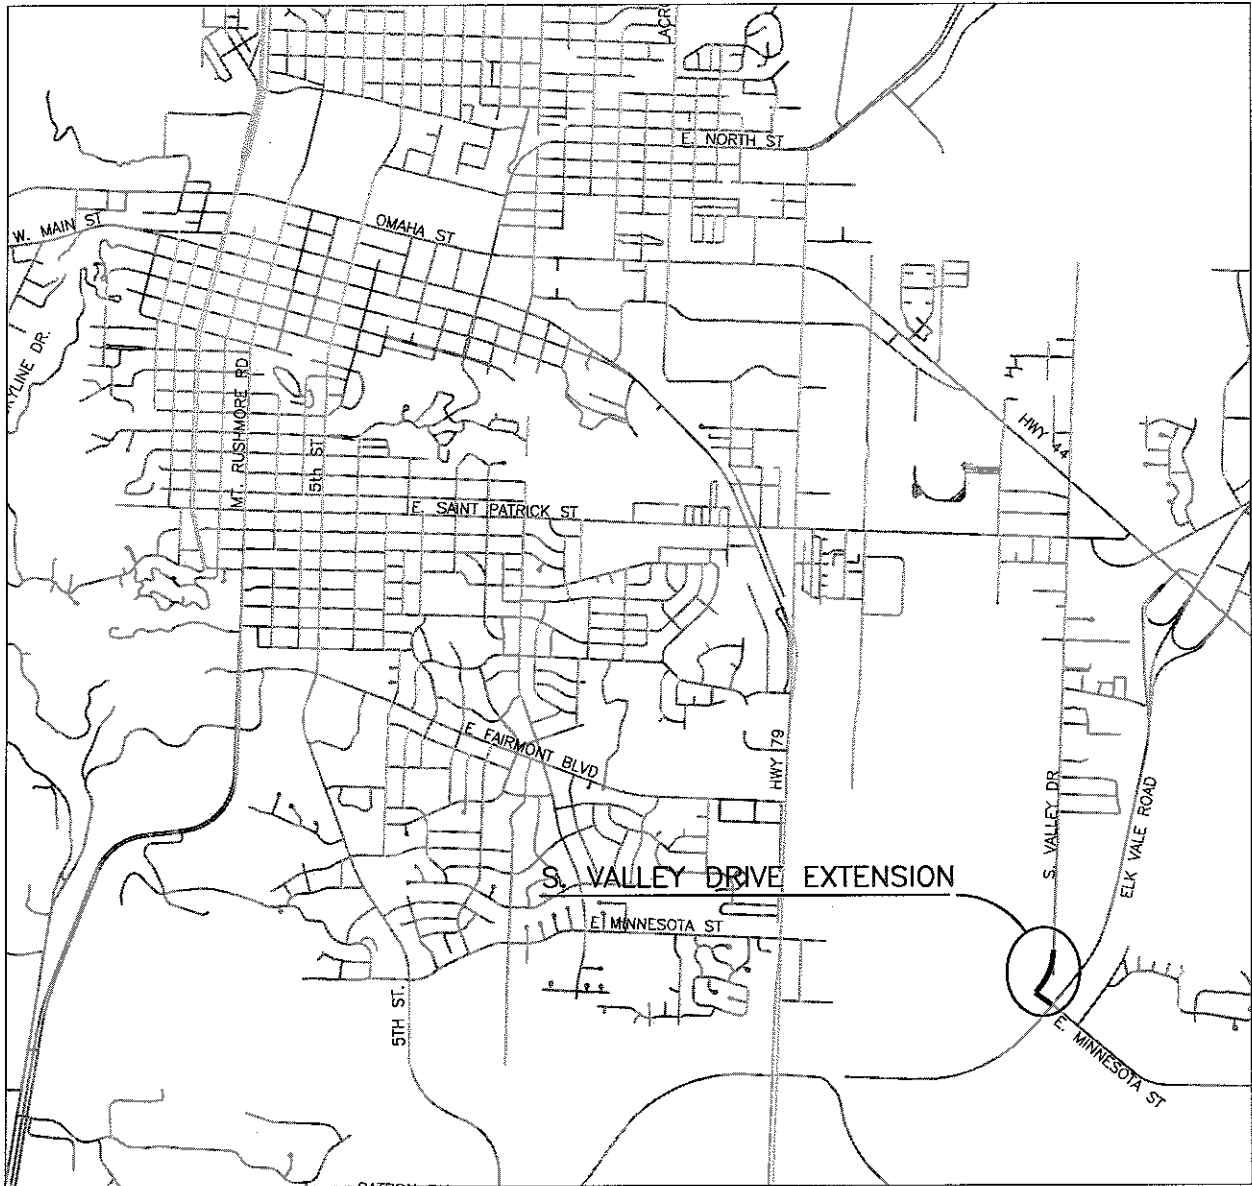 E. NORTH ST
W. MAIN ST
OMAHA ST
DR.
MT. RUSHMORE RD
5th ST
HWY 44
E. SAINT PATRICK ST
E FAIRMONT BLVD
HWY 79
S. VALLEY DR
ELK VALE ROAD
S. VALLEY DRIVE EXTENSION
E MINNESOTA ST
5TH ST.
E. MINNESOTA ST